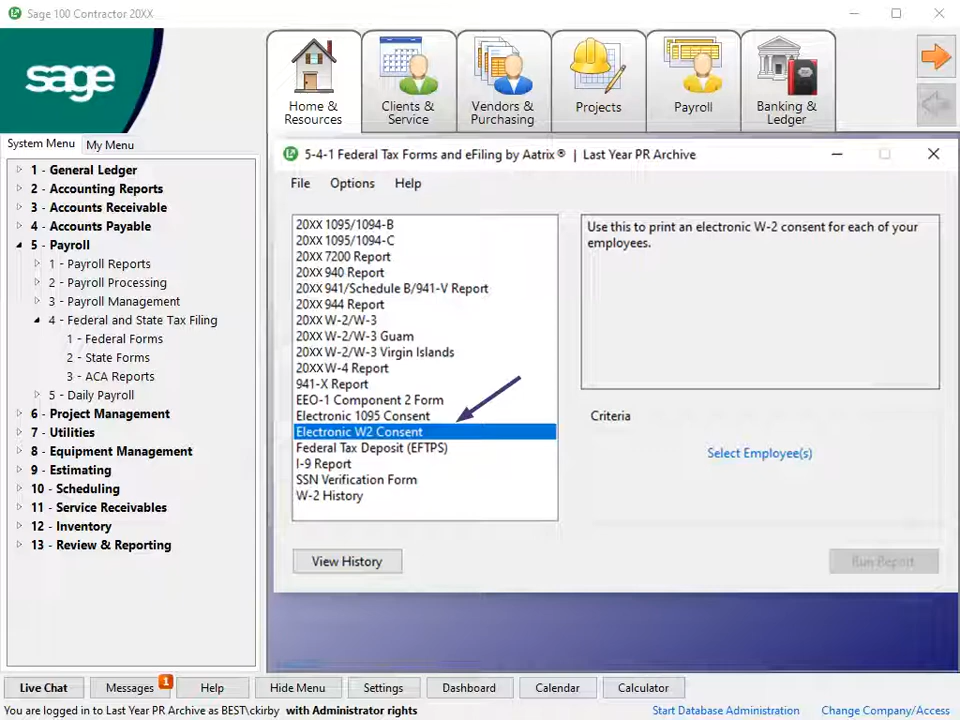 Sage 100 Contractor 20XX
sage
Home & Resources
Clients & Service
Vendors & Purchasing
Projects
Payroll
Banking & Ledger
System Menu
My Menu
1 - General Ledger
2 - Accounting Reports
3 - Accounts Receivable
4 - Accounts Payable
5 - Payroll
1 - Payroll Reports
2 - Payroll Processing
3 - Payroll Management
4 - Federal and State Tax Filing
1 - Federal Forms
2 - State Forms
3 - ACA Reports
5 - Daily Payroll
6 - Project Management
7 - Utilities
8 - Equipment Management
9 - Estimating
10 - Scheduling
11 - Service Receivables
12 - Inventory
13 - Review & Reporting
5-4-1 Federal Tax Forms and eFiling by Aatrix® | Last Year PR Archive
File Options Help
20XX 1095/1094-B
20XX 1095/1094-C
20XX 7200 Report
20XX 940 Report
20XX 941/Schedule B/941-V Report
20XX 944 Report
20XX W-2/W-3
20XX W-2/W-3 Guam
20XX W-2/W-3 Virgin Islands
20XX W-4 Report
941-X Report
EEO-1 Component 2 Form
Electronic 1095 Consent
Electronic W2 Consent
Federal Tax Deposit (EFTPS)
I-9 Report
SSN Verification Form
W-2 History
Use this to print an electronic W-2 consent for each of your
employees.
Criteria
Select Employee(s)
View History
Run Report
Live Chat
Messages 1
Help
Hide Menu
Settings
Dashboard
Calendar
Calculator
You are logged in to Last Year PR Archive as BEST\ckirby with Administrator rights
Start Database Administration
Change Company/Access